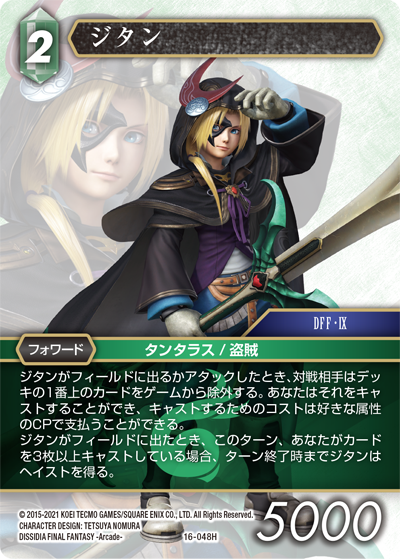 2
ジタン
DFF・IX
フォワード
タンタラス / 盗賊
ジタンがフィールドに出るかアタックしたとき、対戦相手はデッ
キの1番上のカードをゲームから除外する。あなたはそれをキャ
ストすることができ、キャストするためのコストは好きな属性
のCPで支払うことができる。
ジタンがフィールドに出たとき、このターン、あなたがカード
を3枚以上キャストしている場合、ターン終了時までジタンは
ヘイストを得る。
© 2015-2021 KOEI TECMO GAMES/SQUARE ENIX CO., LTD. All Rights Reserved.
CHARACTER DESIGN: TETSUYA NOMURA
DISSIDIA FINAL FANTASY -Arcade-
16-048H
5000